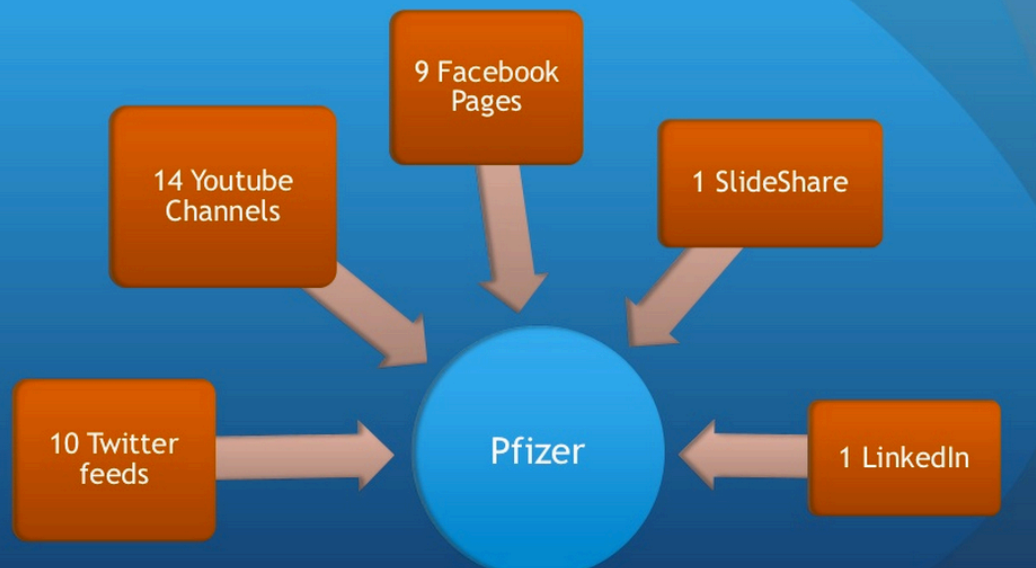 9 Facebook
Pages
14 Youtube
Channels
1 SlideShare
10 Twitter
feeds
Pfizer
1 LinkedIn